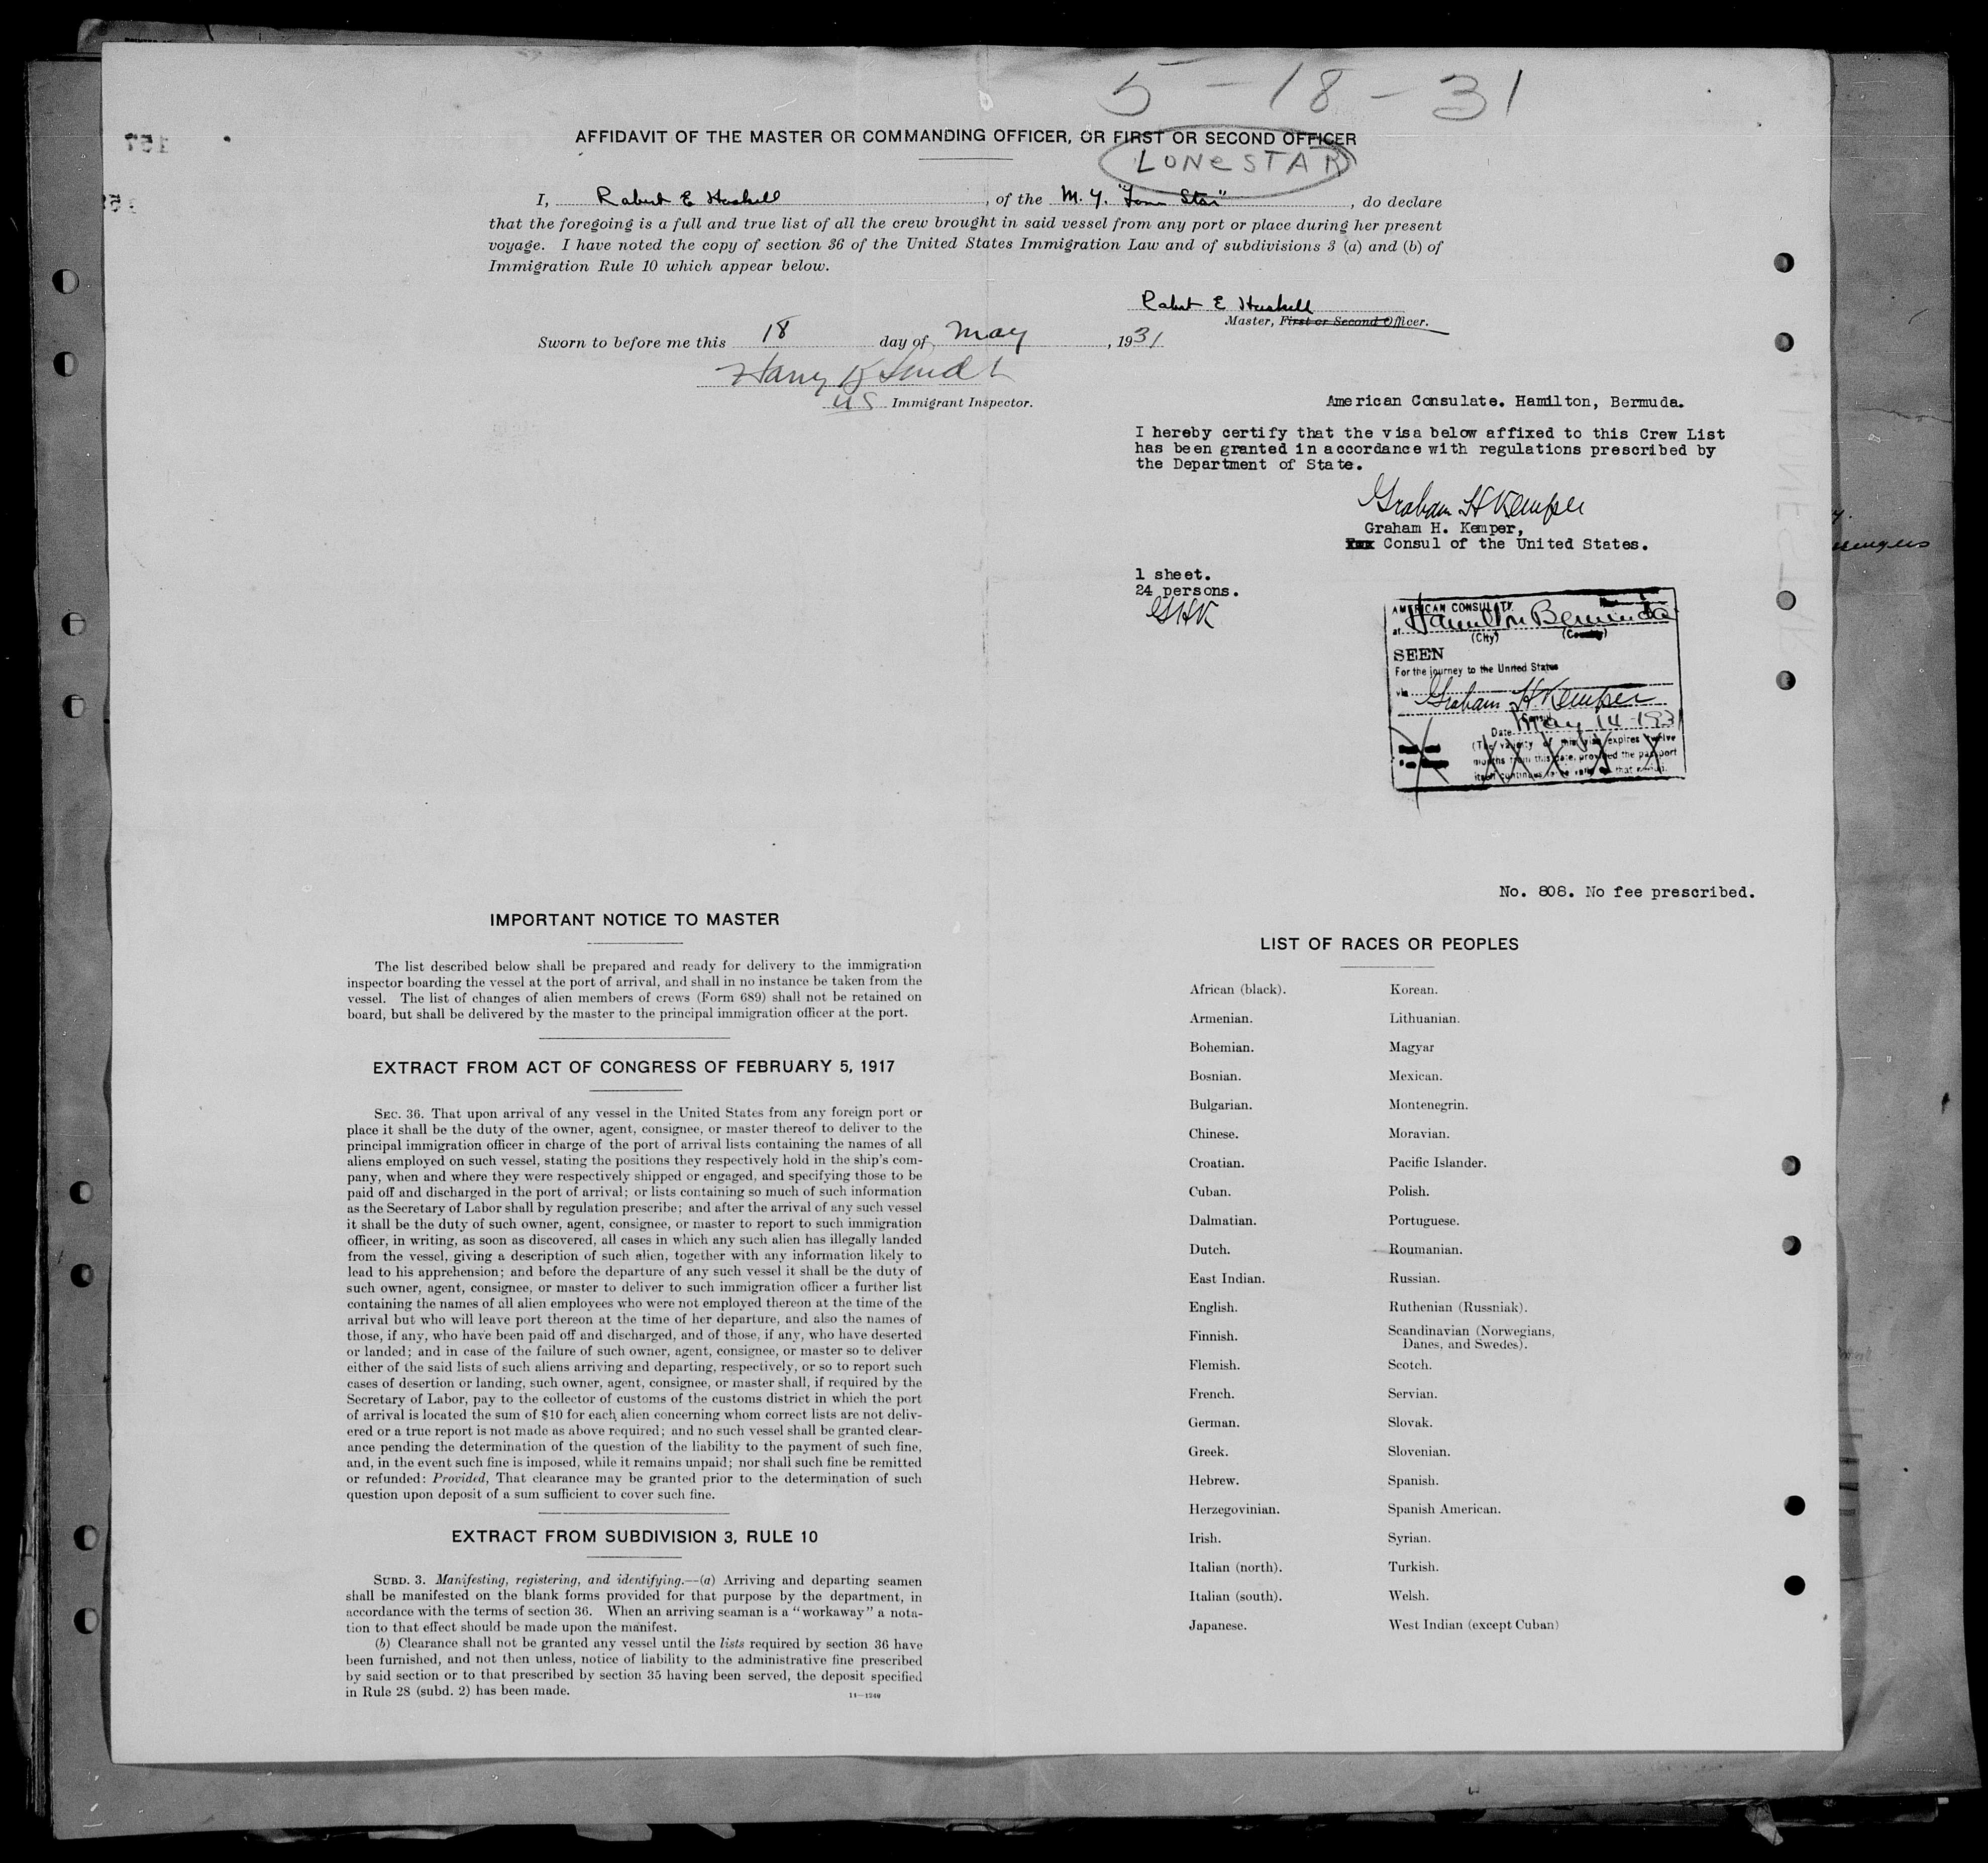 5-18-31
AFFIDAVIT OF THE MASTER OR COMMANDING OFFICER, OR FIRST OR SECOND OFFICER
LONESTAR
I, Robert E Haskell, of the M. Y. "Lone Star", do declare
that the foregoing is a full and true list of all the crew brought in said vessel from any port or place during her present
voyage. I have noted the copy of section 36 of the United States Immigration Law and of subdivisions 3 (a) and (b) of
Immigration Rule 10 which appear below.
Robert E Haskell
Master, First or Second Officer.
Sworn to before me this 18 day of May, 1931
Harry K
US Immigrant Inspector.
American Consulate. Hamilton, Bermuda.
I hereby certify that the visa below affixed to this Crew List
has been granted in accordance with regulations prescribed by
the Department of State.
Graham H Kemper
Graham H. Kemper,
Consul of the United States.
1 sheet.
24 persons.
GHK
AMERICAN CONSULATE
at Hamilton Bermuda
(City) (Country)
SEEN
For the journey to the United States
via
Graham H Kemper
Consul
Date May 14 1931
(The validity of this visa expires twelve
months from this date, provided the passport
itself continues to be valid for that period.
No. 808. No fee prescribed.
IMPORTANT NOTICE TO MASTER
The list described below shall be prepared and ready for delivery to the immigration
inspector boarding the vessel at the port of arrival, and shall in no instance be taken from the
vessel. The list of changes of alien members of crews (Form 689) shall not be retained on
board, but shall be delivered by the master to the principal immigration officer at the port.
EXTRACT FROM ACT OF CONGRESS OF FEBRUARY 5, 1917
SEC. 36. That upon arrival of any vessel in the United States from any foreign port or
place it shall be the duty of the owner, agent, consignee, or master thereof to deliver to the
principal immigration officer in charge of the port of arrival lists containing the names of all
aliens employed on such vessel, stating the positions they respectively hold in the ship's com-
pany, when and where they were respectively shipped or engaged, and specifying those to be
paid off and discharged in the port of arrival; or lists containing so much of such information
as the Secretary of Labor shall by regulation prescribe; and after the arrival of any such vessel
it shall be the duty of such owner, agent, consignee, or master to report to such immigration
officer, in writing, as soon as discovered, all cases in which any such alien has illegally landed
from the vessel, giving a description of such alien, together with any information likely to
lead to his apprehension; and before the departure of any such vessel it shall be the duty of
such owner, agent, consignee, or master to deliver to such immigration officer a further list
containing the names of all alien employees who were not employed thereon at the time of the
arrival but who will leave port thereon at the time of her departure, and also the names of
those, if any, who have been paid off and discharged, and of those, if any, who have deserted
or landed; and in case of the failure of such owner, agent, consignee, or master so to deliver
either of the said lists of such aliens arriving and departing, respectively, or so to report such
cases of desertion or landing, such owner, agent, consignee, or master shall, if required by the
Secretary of Labor, pay to the collector of customs of the customs district in which the port
of arrival is located the sum of $10 for each alien concerning whom correct lists are not deliv-
ered or a true report is not made as above required; and no such vessel shall be granted clear-
ance pending the determination of the question of the liability to the payment of such fine,
and, in the event such fine is imposed, while it remains unpaid; nor shall such fine be remitted
or refunded: Provided, That clearance may be granted prior to the determination of such
question upon deposit of a sum sufficient to cover such fine.
EXTRACT FROM SUBDIVISION 3, RULE 10
SUBD. 3. Manifesting, registering, and identifying.—(a) Arriving and departing seamen
shall be manifested on the blank forms provided for that purpose by the department, in
accordance with the terms of section 36. When an arriving seaman is a "workaway" a nota-
tion to that effect should be made upon the manifest.
(b) Clearance shall not be granted any vessel until the lists required by section 36 have
been furnished, and not then unless, notice of liability to the administrative fine prescribed
by said section or to that prescribed by section 35 having been served, the deposit specified
in Rule 28 (subd. 2) has been made.
14—1240
LIST OF RACES OR PEOPLES
African (black).
Armenian.
Bohemian.
Bosnian.
Bulgarian.
Chinese.
Croatian.
Cuban.
Dalmatian.
Dutch.
East Indian.
English.
Finnish.
Flemish.
French.
German.
Greek.
Hebrew.
Herzegovinian.
Irish.
Italian (north).
Italian (south).
Japanese.
Korean.
Lithuanian.
Magyar
Mexican.
Montenegrin.
Moravian.
Pacific Islander.
Polish.
Portuguese.
Roumanian.
Russian.
Ruthenian (Russniak).
Scandinavian (Norwegians,
Danes, and Swedes).
Scotch.
Servian.
Slovak.
Slovenian.
Spanish.
Spanish American.
Syrian.
Turkish.
Welsh.
West Indian (except Cuban)